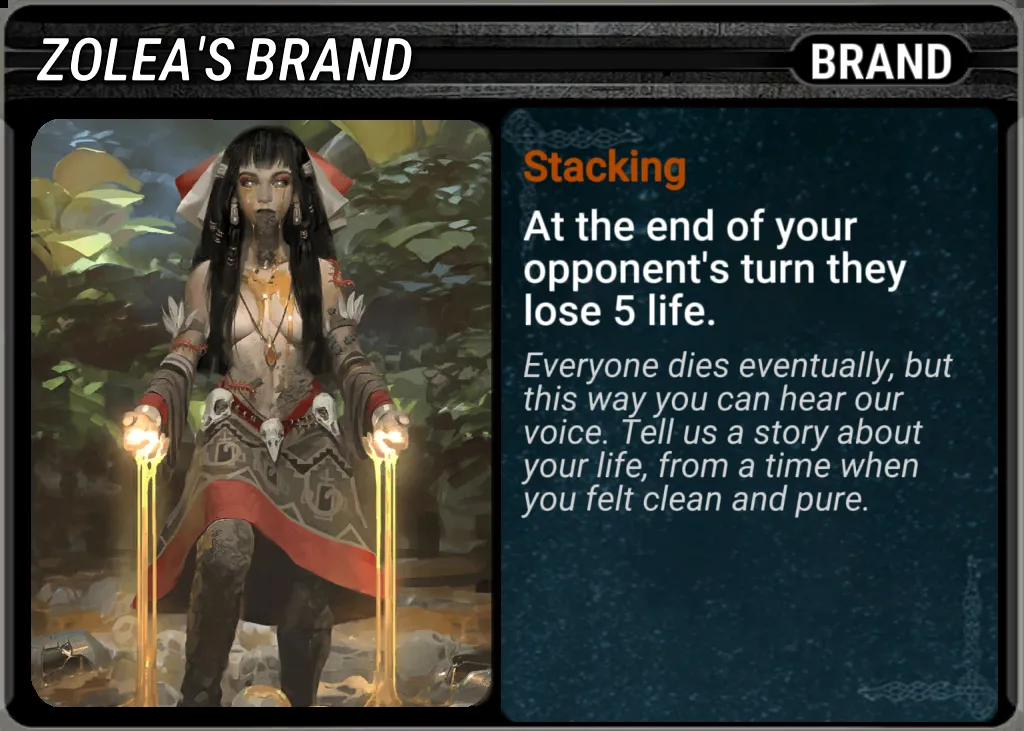 ZOLEA'S BRAND
BRAND
Stacking
At the end of your
opponent's turn they
lose 5 life.
Everyone dies eventually, but
this way you can hear our
voice. Tell us a story about
your life, from a time when
you felt clean and pure.